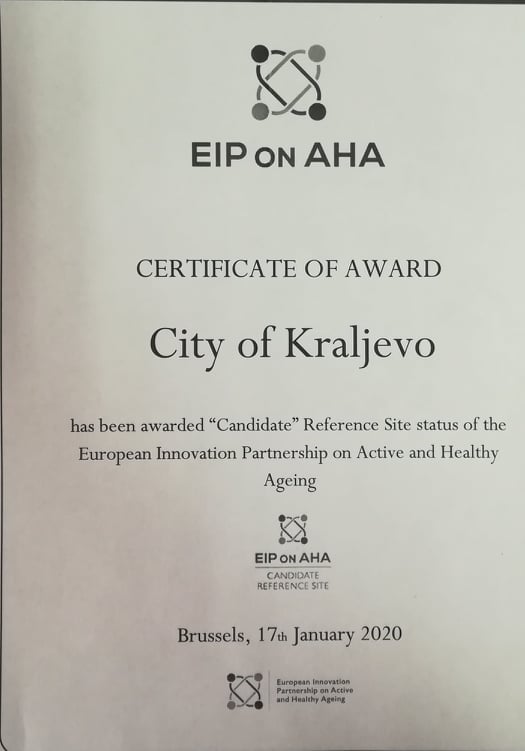 EIP ON AHA
CERTIFICATE OF AWARD
City of Kraljevo
has been awarded “Candidate” Reference Site status of the
European Innovation Partnership on Active and Healthy
Ageing
EIP ON AHA
CANDIDATE
REFERENCE SITE
Brussels, 17th January 2020
European Innovation
Partnership on Active
and Healthy Ageing